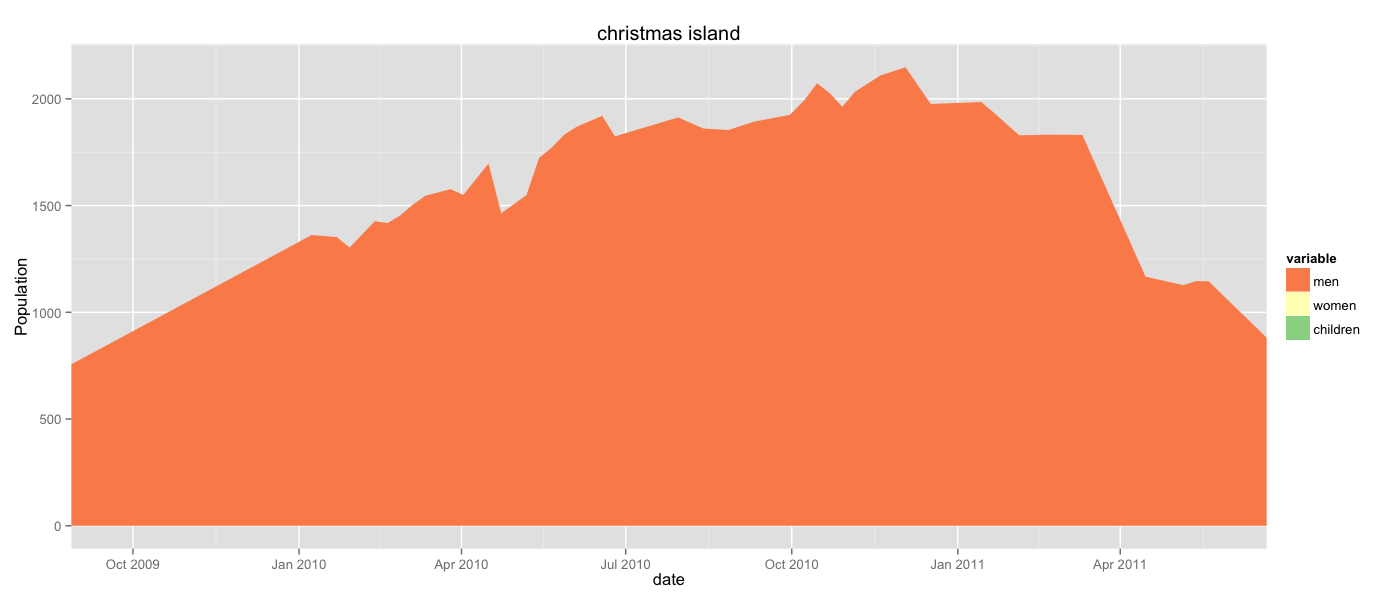 christmas island
Population
2000
1500
1000
500
0
Oct 2009
Jan 2010
Apr 2010
Jul 2010
Oct 2010
Jan 2011
Apr 2011
date
variable
men
women
children